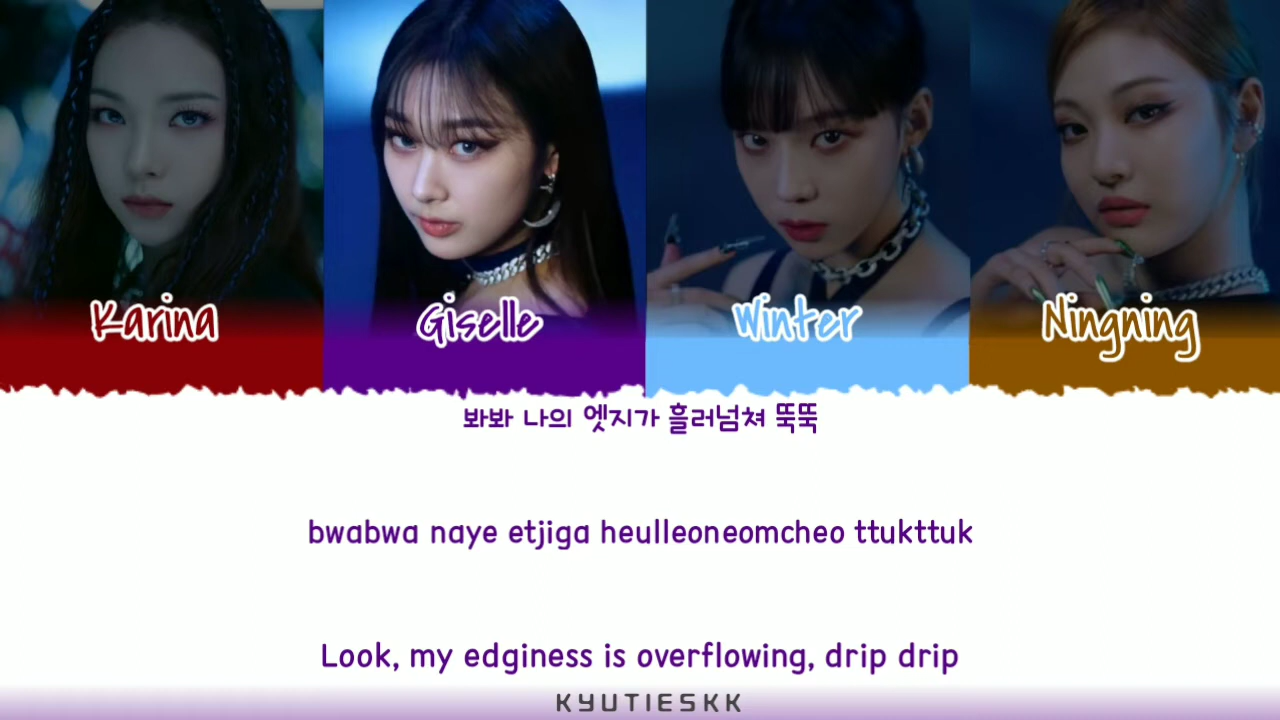 Karina Giselle Winter Ningning
봐봐 나의 엣지가 흘러넘쳐 뚝뚝
bwabwa naye etjiga heulleoneomcheo ttukttuk
Look, my edginess is overflowing, drip drip
KYUTIESKK